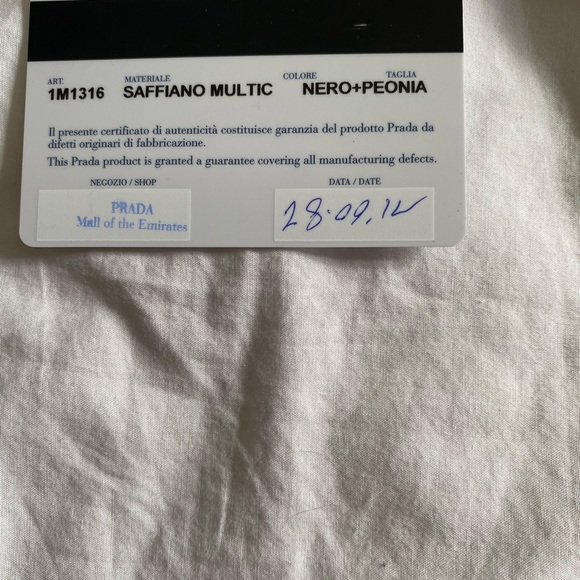 ART. MATERIALE COLORE TAGLIA
1M1316 SAFFIANO MULTIC NERO+PEONIA
Il presente certificato di autenticità costituisce garanzia del prodotto Prada da
difetti originari di fabbricazione.
This Prada product is granted a guarantee covering all manufacturing defects.
NEGOZIO / SHOP
PRADA
Mall of the Emirates
DATA / DATE
28.09.12